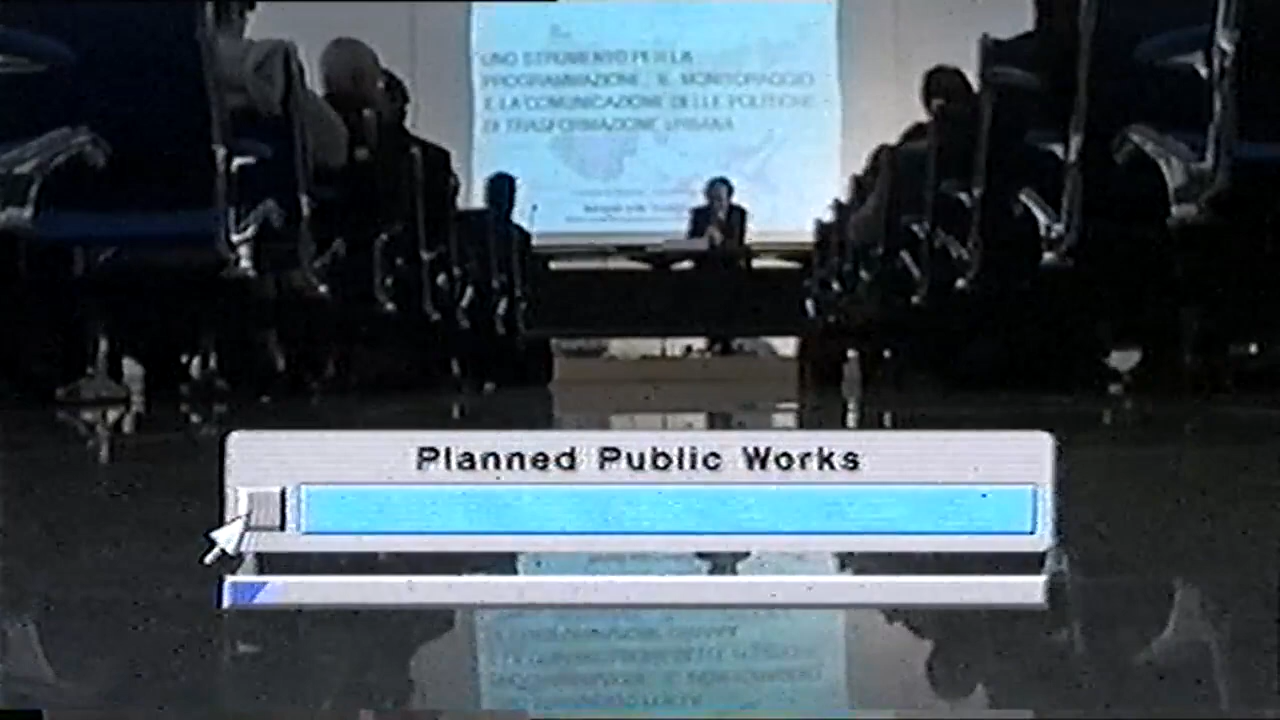 UNO STRUMENTO PER LA
PROGRAMMAZIONE, IL MONITORAGGIO
E LA COMUNICAZIONE DELLE POLITICHE
DI TRASFORMAZIONE URBANA
Planned Public Works